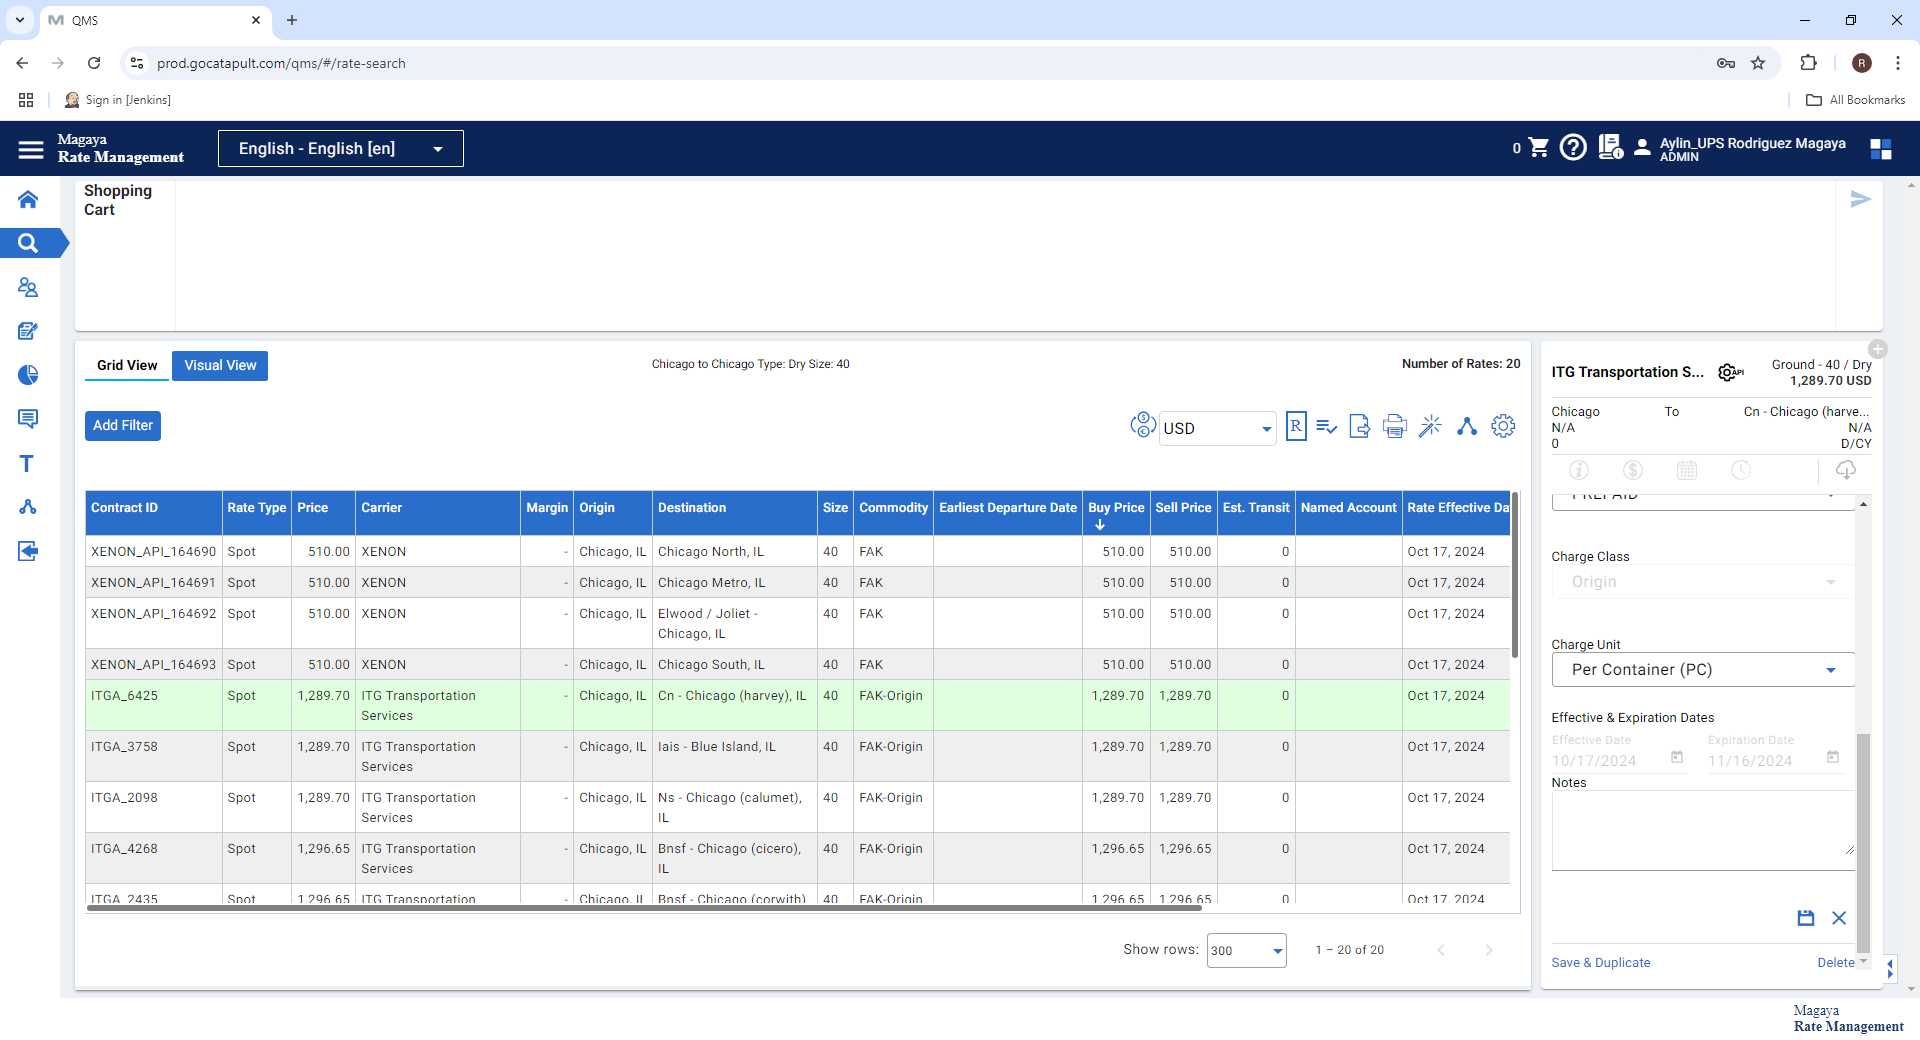 QMS
prod.gocatapult.com/qms/#/rate-search
R
Sign in [Jenkins]
All Bookmarks
Magaya
Rate Management
English - English [en]
0
Aylin_UPS Rodriguez Magaya
ADMIN
Shopping
Cart
Grid View
Visual View
Chicago to Chicago Type: Dry Size: 40
Number of Rates: 20
Add Filter
USD
R
Contract ID Rate Type Price Carrier Margin Origin Destination Size Commodity Earliest Departure Date Buy Price Sell Price Est. Transit Named Account Rate Effective Da
XENON_API_164690 Spot 510.00 XENON - Chicago, IL Chicago North, IL 40 FAK 510.00 510.00 0 Oct 17, 2024
XENON_API_164691 Spot 510.00 XENON - Chicago, IL Chicago Metro, IL 40 FAK 510.00 510.00 0 Oct 17, 2024
XENON_API_164692 Spot 510.00 XENON - Chicago, IL Elwood / Joliet - 40 FAK 510.00 510.00 0 Oct 17, 2024
Chicago, IL
XENON_API_164693 Spot 510.00 XENON - Chicago, IL Chicago South, IL 40 FAK 510.00 510.00 0 Oct 17, 2024
ITGA_6425 Spot 1,289.70 ITG Transportation - Chicago, IL Cn - Chicago (harvey), IL 40 FAK-Origin 1,289.70 1,289.70 0 Oct 17, 2024
Services
ITGA_3758 Spot 1,289.70 ITG Transportation - Chicago, IL Iais - Blue Island, IL 40 FAK-Origin 1,289.70 1,289.70 0 Oct 17, 2024
Services
ITGA_2098 Spot 1,289.70 ITG Transportation - Chicago, IL Ns - Chicago (calumet), 40 FAK-Origin 1,289.70 1,289.70 0 Oct 17, 2024
Services IL
ITGA_4268 Spot 1,296.65 ITG Transportation - Chicago, IL Bnsf - Chicago (cicero), 40 FAK-Origin 1,296.65 1,296.65 0 Oct 17, 2024
Services IL
ITGA_2435 Spot 1,296.65 ITG Transportation - Chicago, IL Bnsf - Chicago (corwith), 40 FAK-Origin 1,296.65 1,296.65 0 Oct 17, 2024
Show rows: 300 1 – 20 of 20
ITG Transportation S...
API
Ground - 40 / Dry
1,289.70 USD
Chicago To Cn - Chicago (harve...
N/A N/A
0 D/CY
PREPAID
Charge Class
Origin
Charge Unit
Per Container (PC)
Effective & Expiration Dates
Effective Date Expiration Date
10/17/2024 11/16/2024
Notes
Save & Duplicate Delete
Magaya
Rate Management